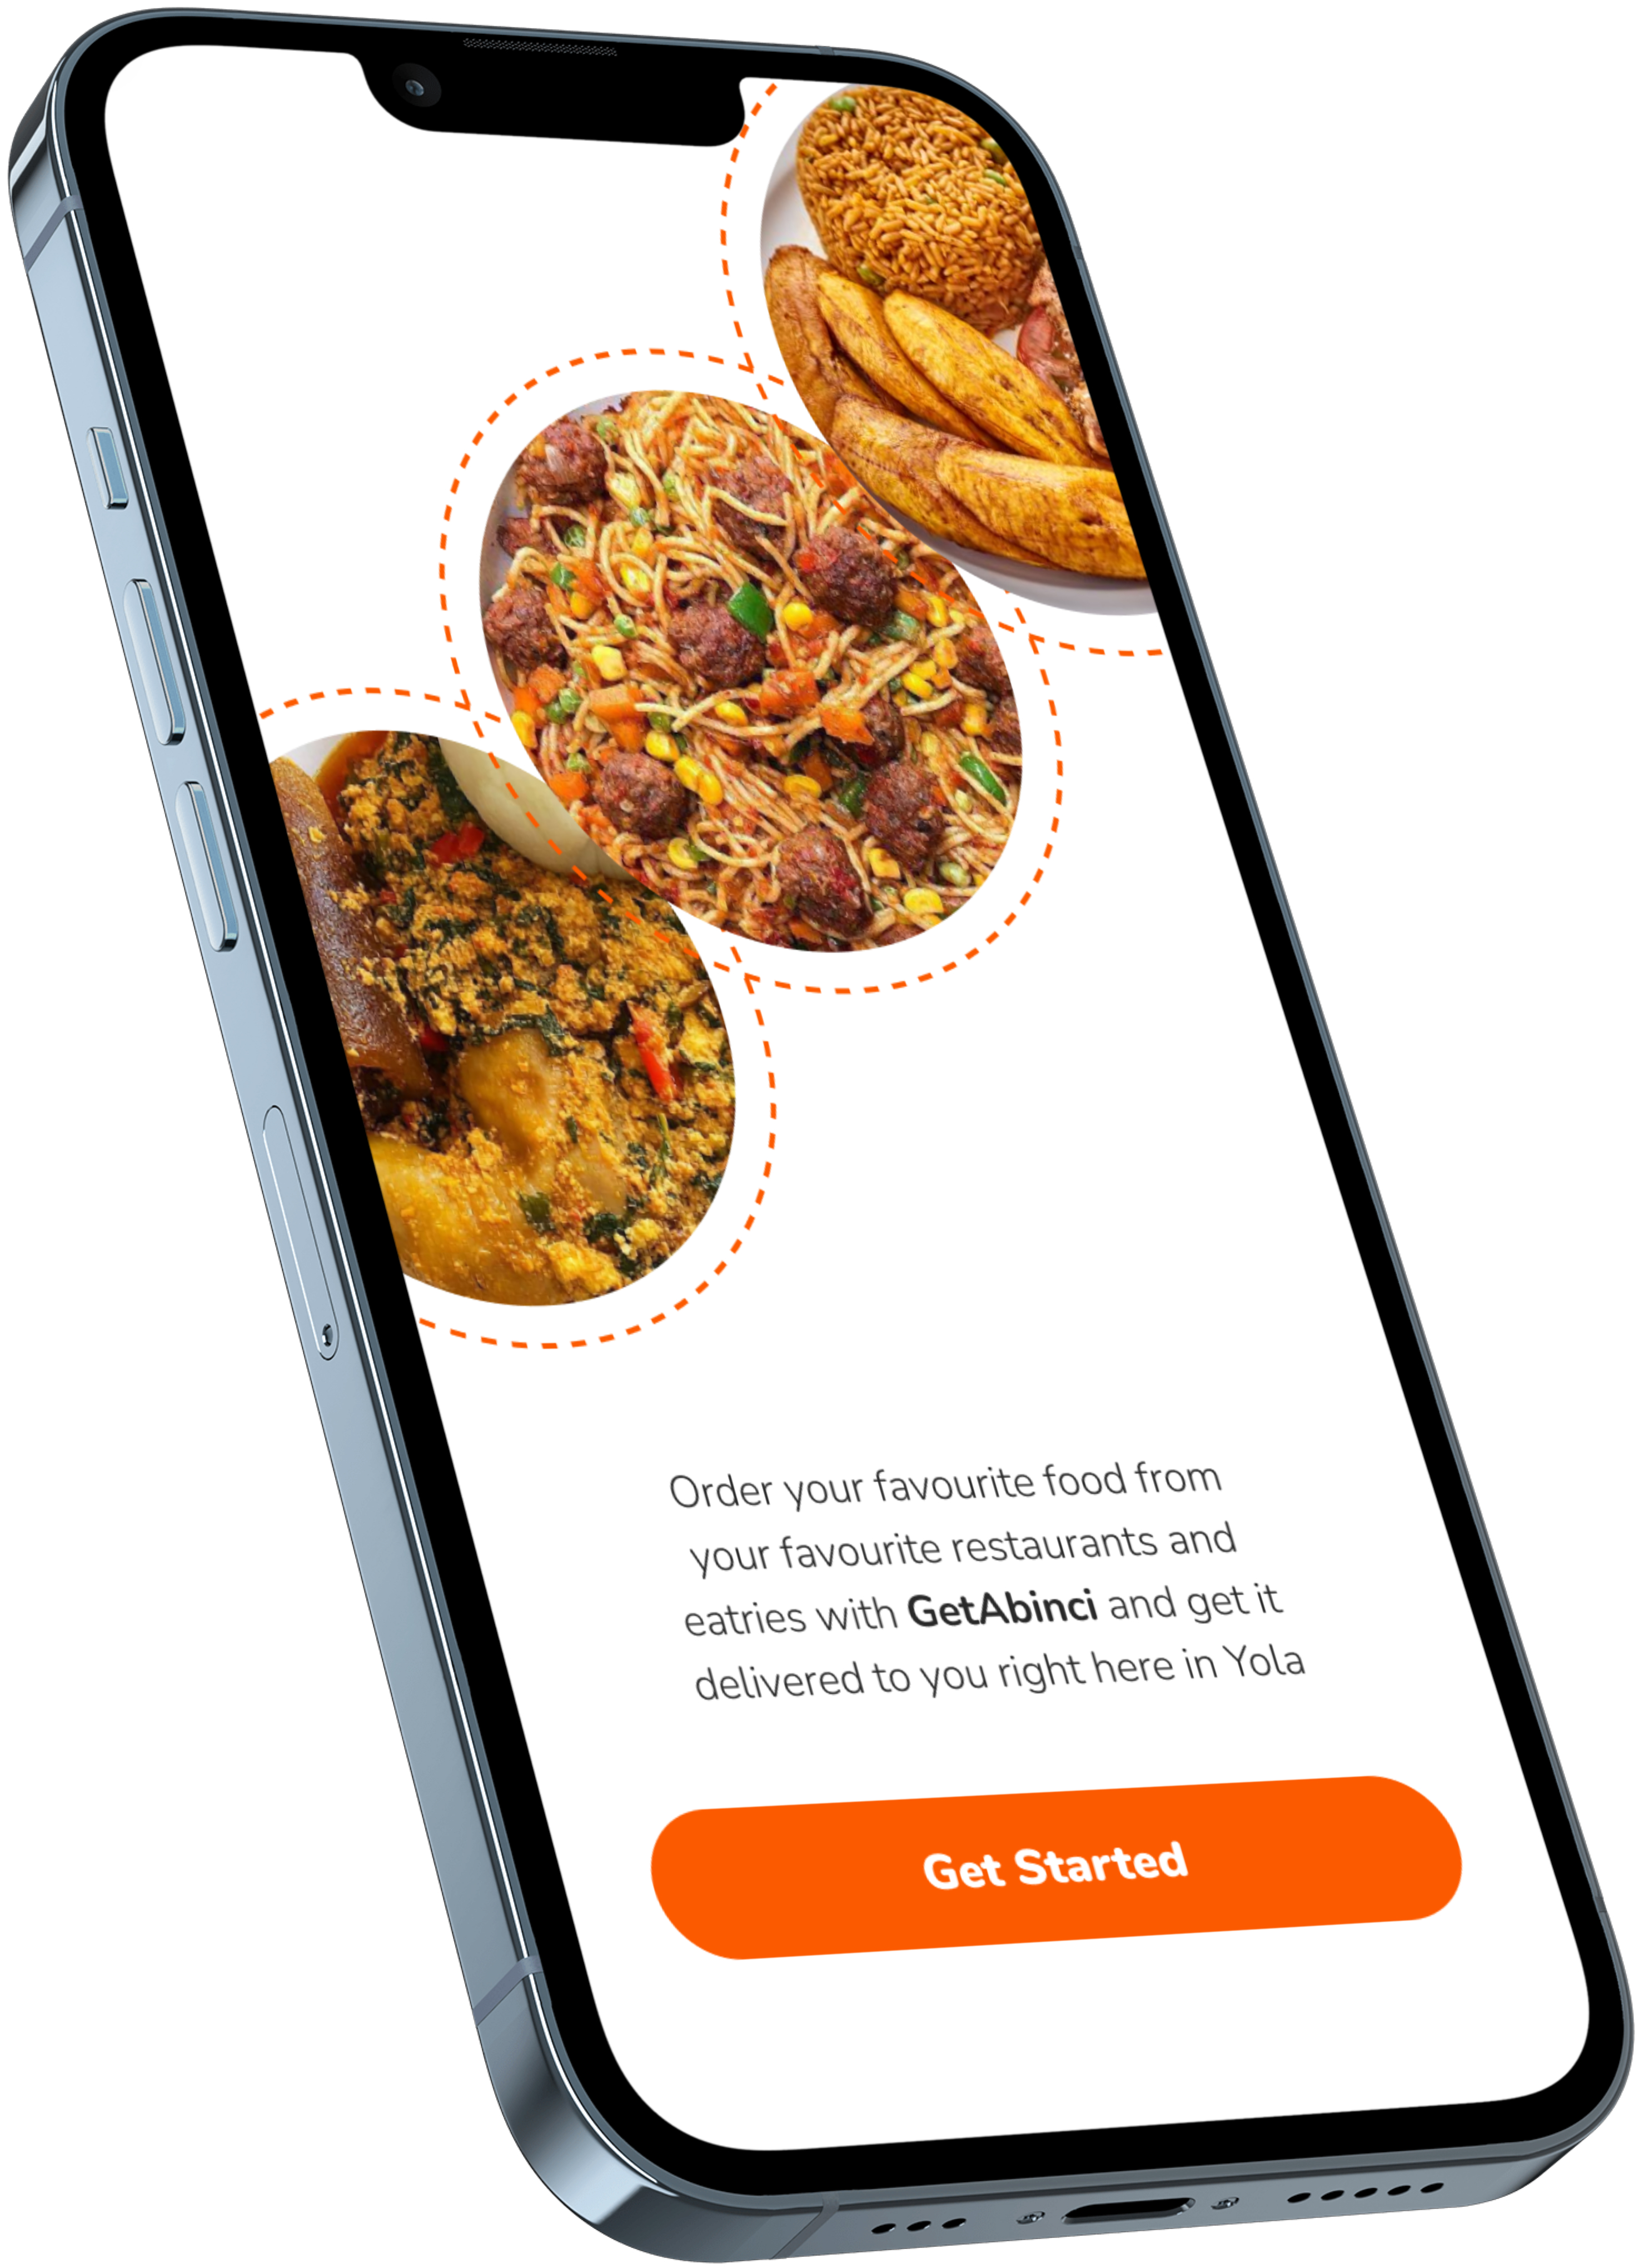 Order your favourite food from
your favourite restaurants and
eatries with GetAbinci and get it
delivered to you right here in Yola
Get Started